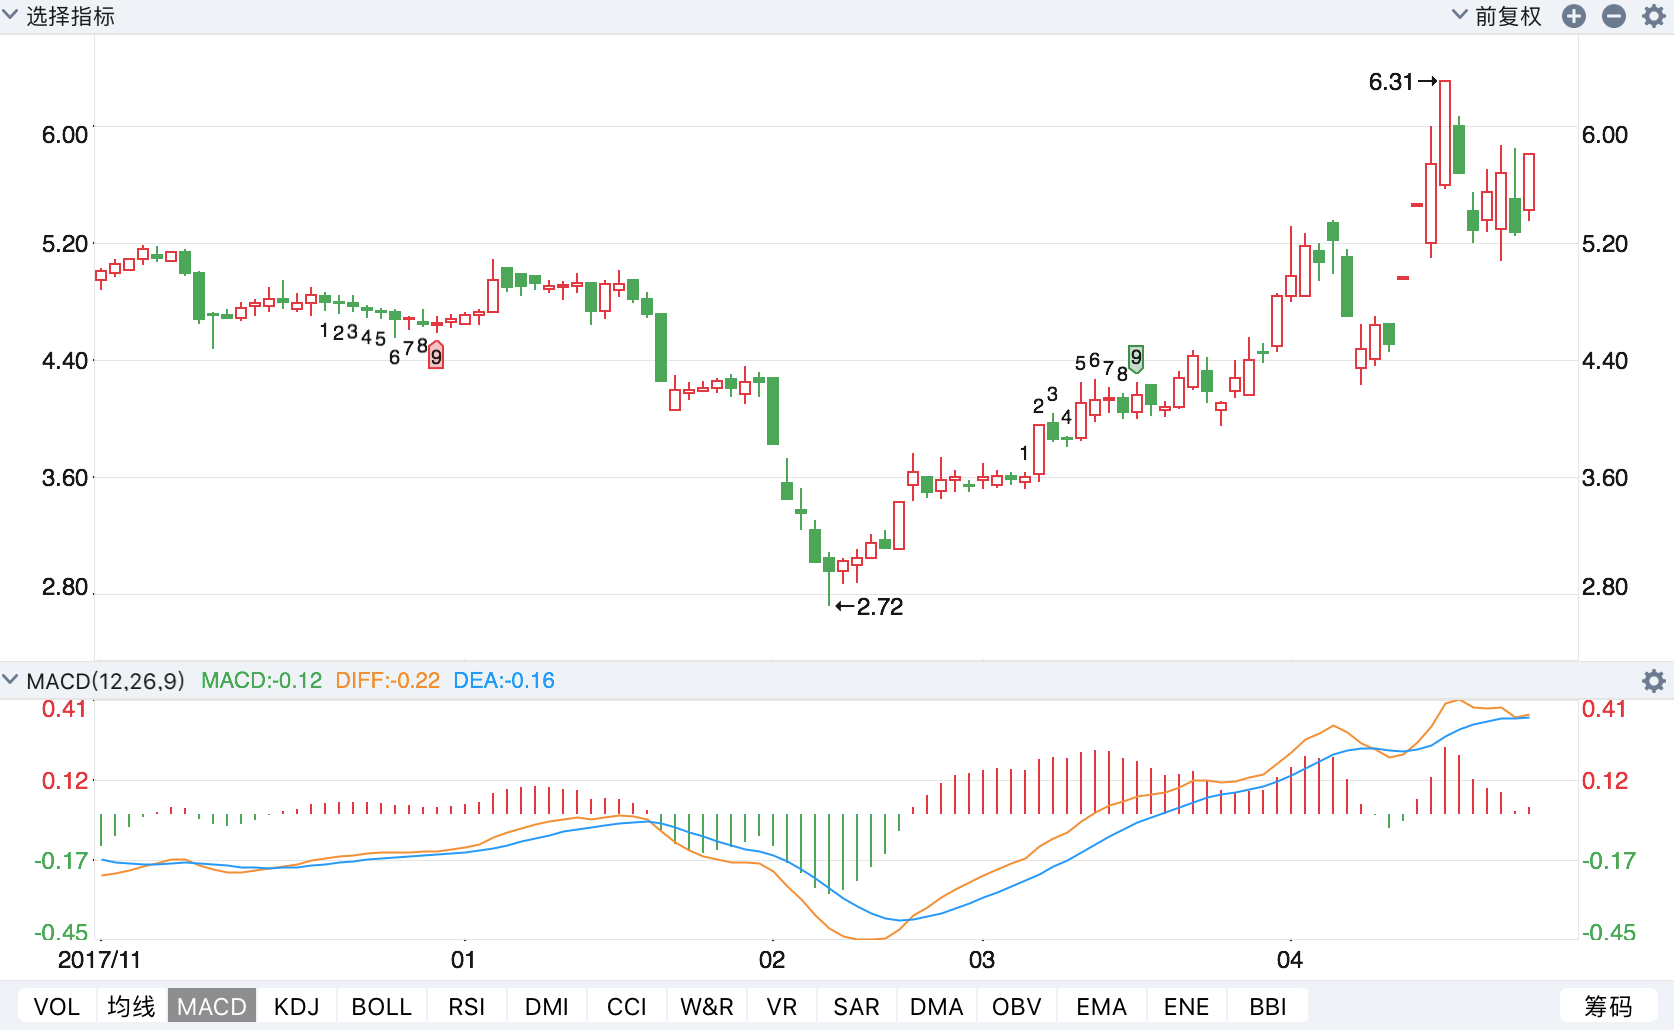 选择指标 前复权
6.31→
6.00 6.00
5.20 5.20
1 2 3 4 5 6 7 8 9
4.40 4.40
1 2 3 4 5 6 7 8 9
3.60 3.60
2.80 2.80
←2.72
MACD(12,26,9) MACD:-0.12 DIFF:-0.22 DEA:-0.16
0.41 0.41
0.12 0.12
-0.17 -0.17
-0.45 -0.45
2017/11 01 02 03 04
VOL 均线 MACD KDJ BOLL RSI DMI CCI W&R VR SAR DMA OBV EMA ENE BBI 筹码